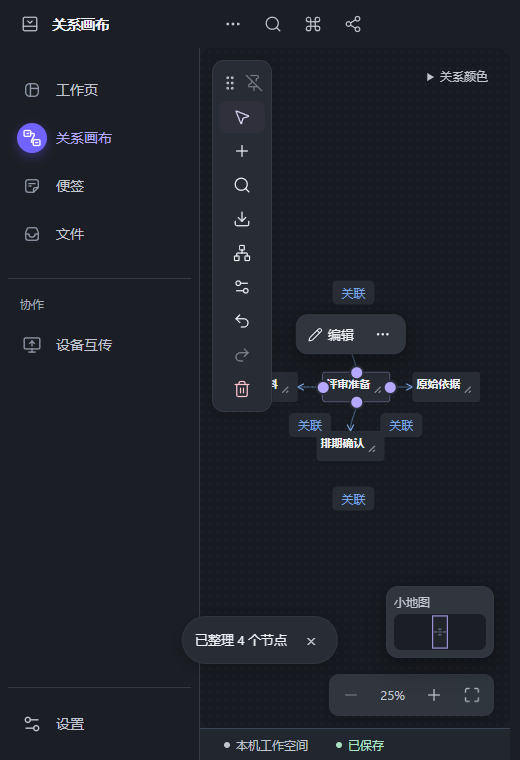 关系画布
关系颜色
工作页
关系画布
便签
文件
协作
设备互传
关联
编辑
料
评审准备
原始依据
关联
关联
排期确认
关联
小地图
已整理 4 个节点
25%
设置
本机工作空间
已保存